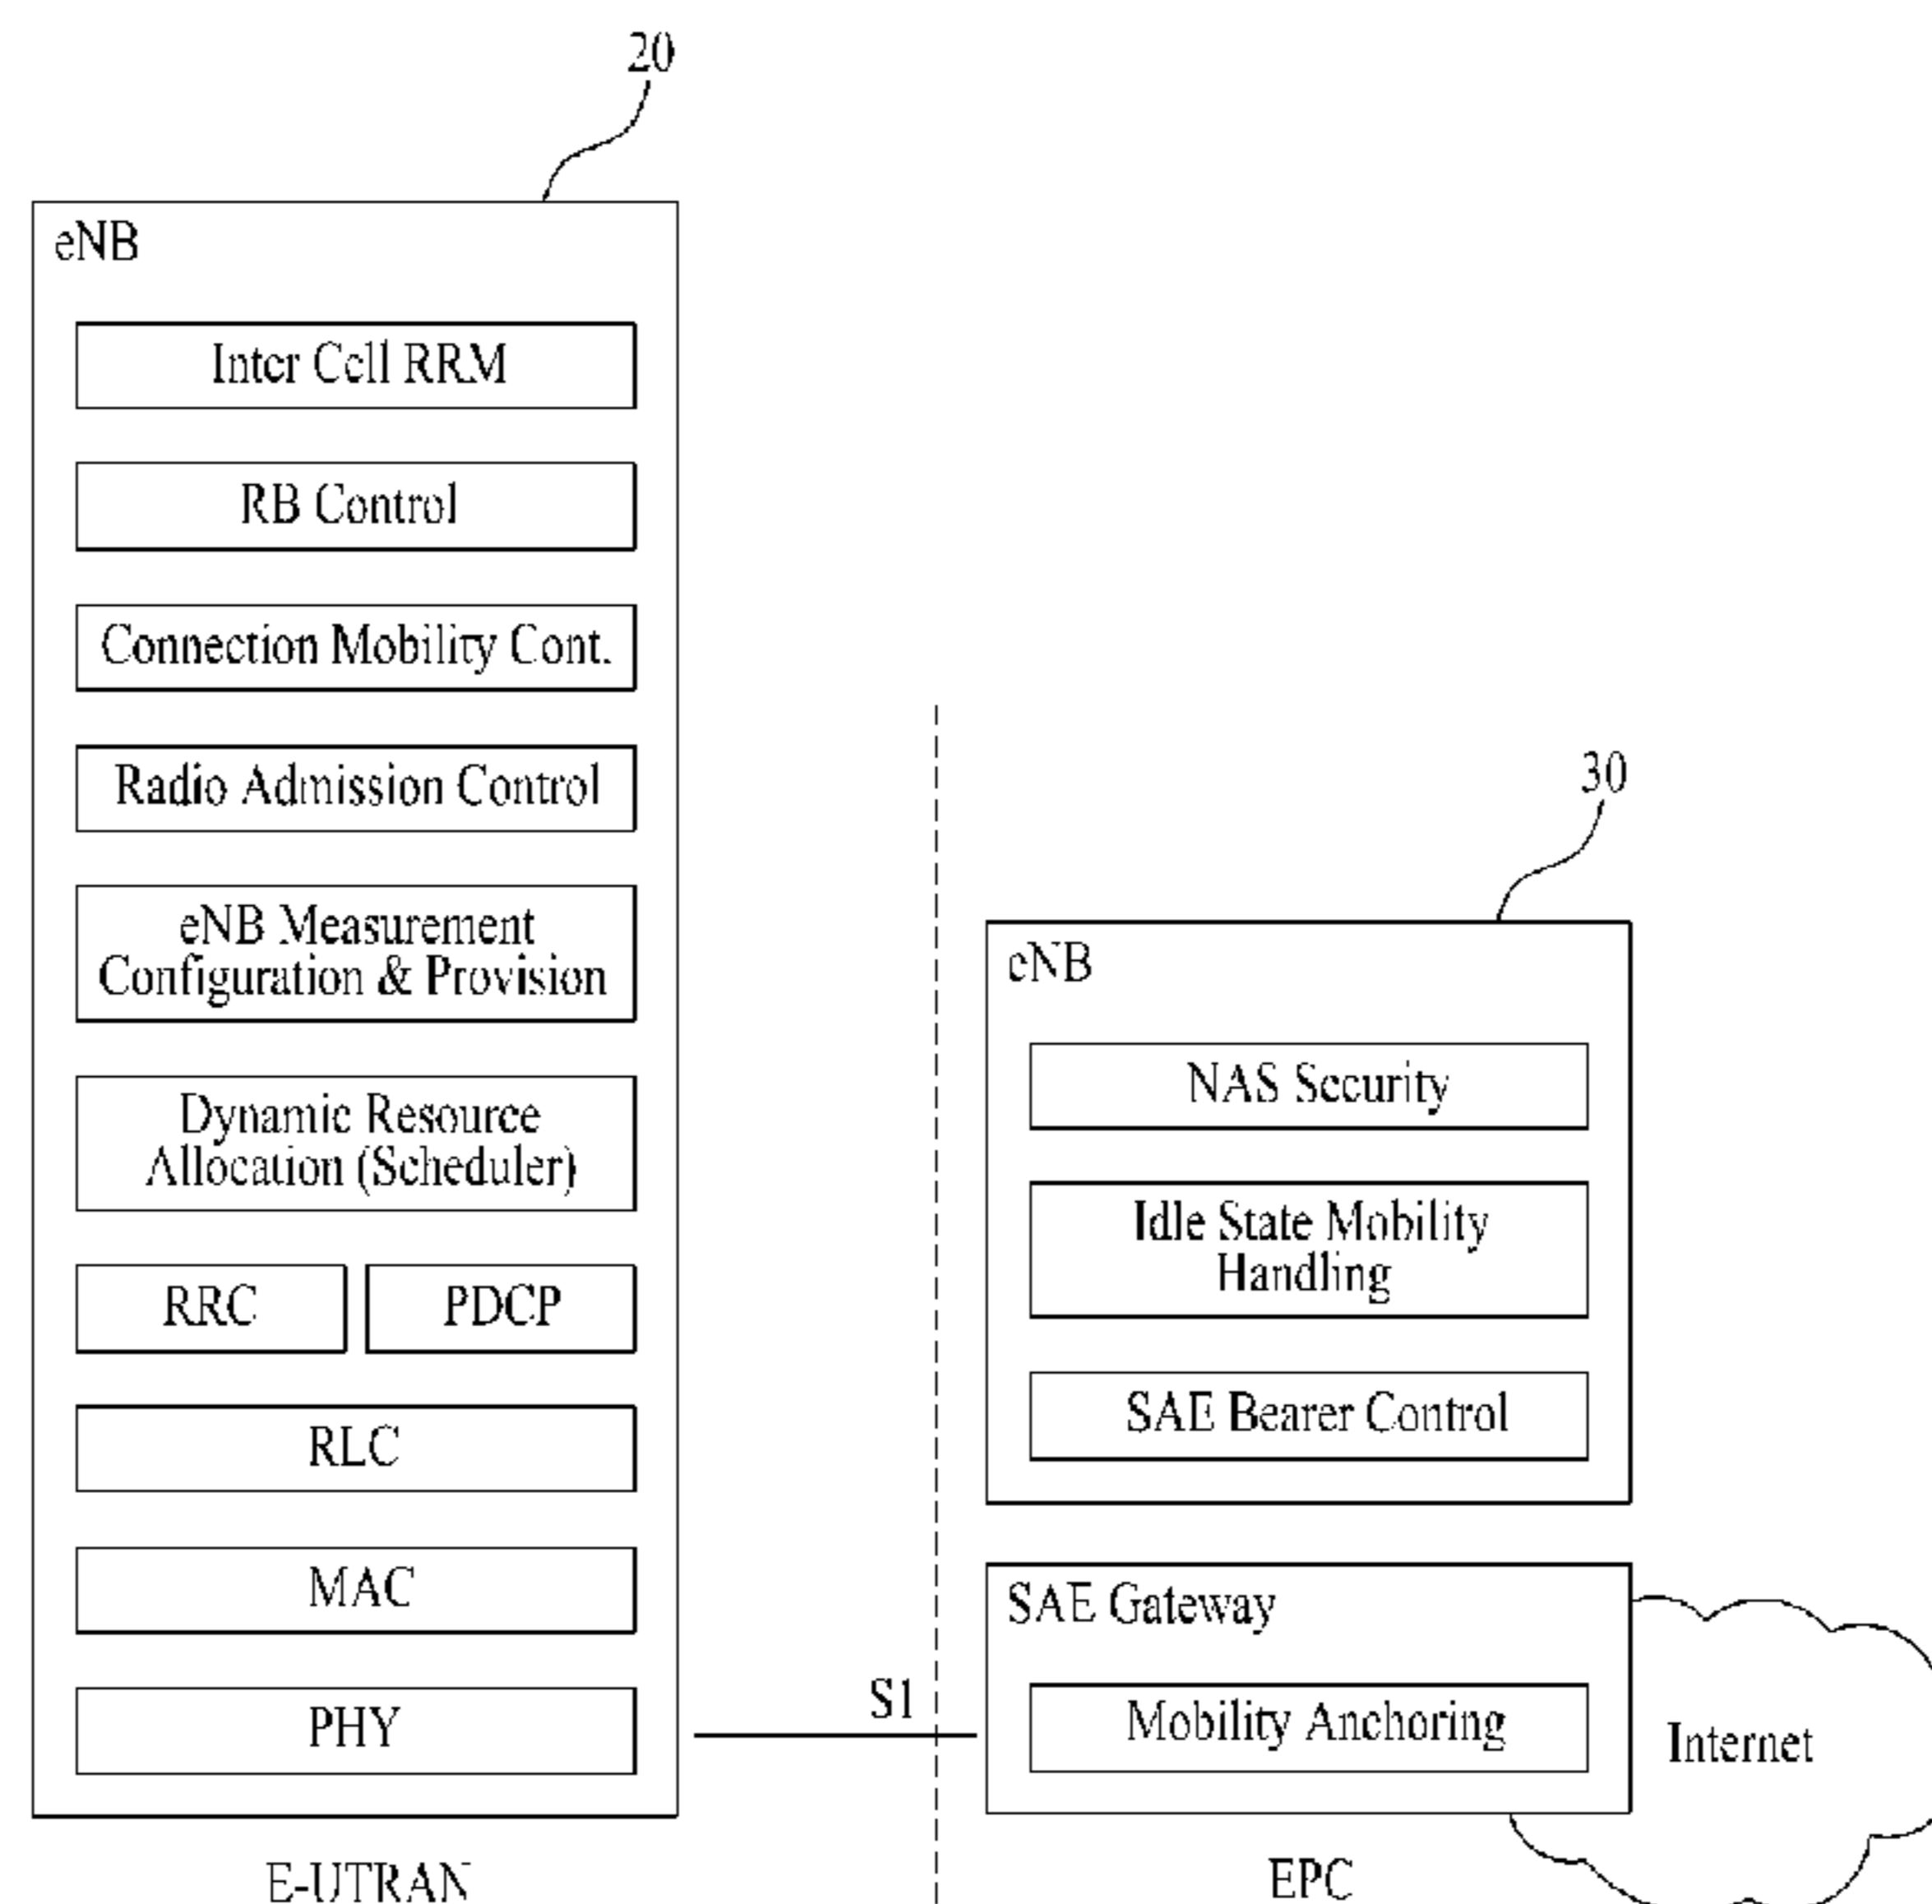 20
eNB
Inter Cell RRM
RB Control
Connection Mobility Cont.
Radio Admission Control
eNB Measurement
Configuration & Provision
Dynamic Resource
Allocation (Scheduler)
RRC
PDCP
RLC
MAC
PHY
E-UTRAN
S1
30
eNB
NAS Security
Idle State Mobility
Handling
SAE Bearer Control
SAE Gateway
Mobility Anchoring
EPC
Internet